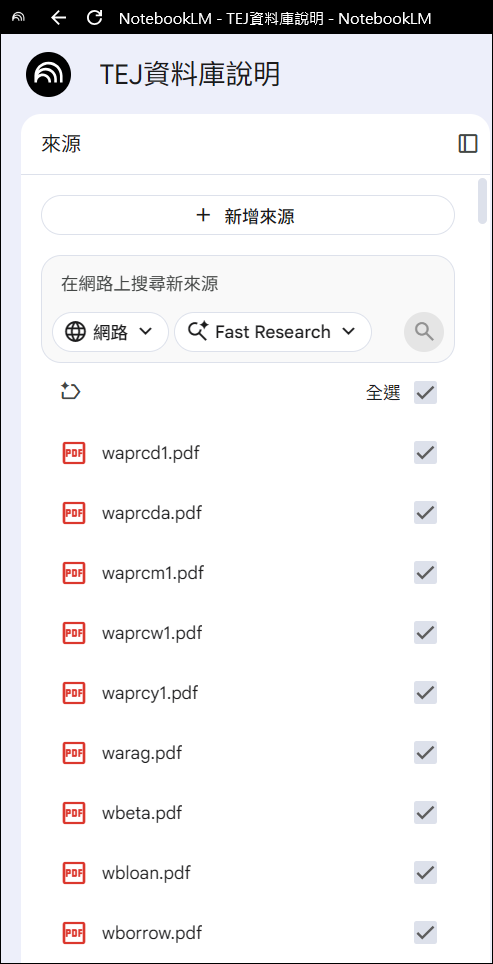 NotebookLM - TEJ資料庫說明 - NotebookLM
TEJ資料庫說明
來源
+ 新增來源
在網路上搜尋新來源
網路 Fast Research
全選
PDF waprcd1.pdf
PDF waprcda.pdf
PDF waprcm1.pdf
PDF waprcw1.pdf
PDF waprcy1.pdf
PDF warag.pdf
PDF wbeta.pdf
PDF wbloan.pdf
PDF wborrow.pdf